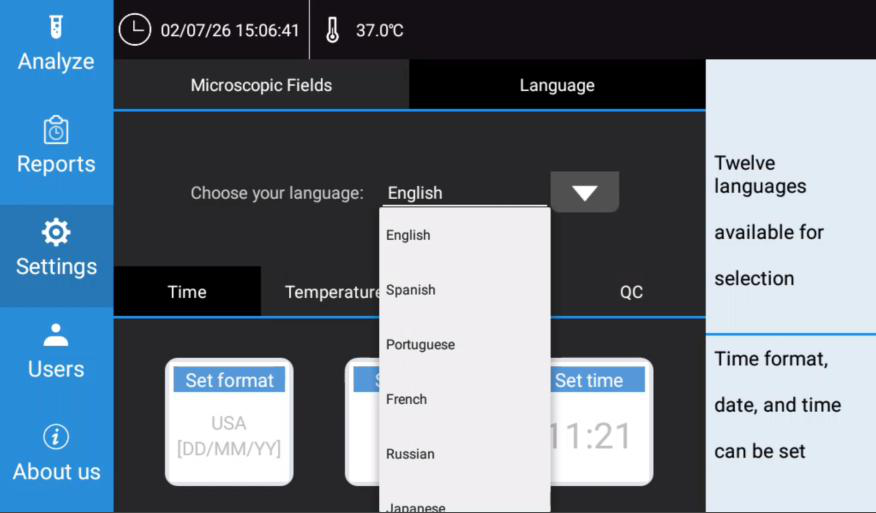 Analyze
Reports
Settings
Users
About us
02/07/26 15:06:41
37.0℃
Microscopic Fields
Language
Choose your language:
English
English
Spanish
Portuguese
French
Russian
Japanese
Time
Temperature
QC
Set format
USA
[DD/MM/YY]
Set time
11:21
Twelve
languages
available for
selection
Time format,
date, and time
can be set